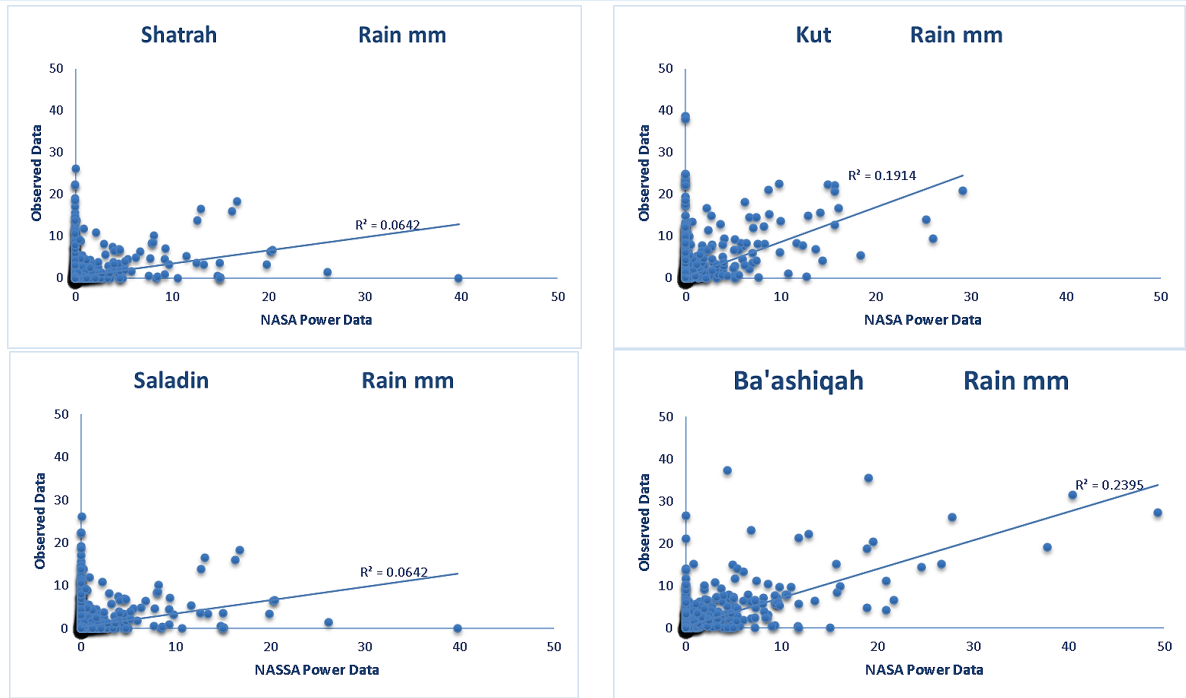 Shatrah Rain mm
50
40
30
20
10
0
Observed Data
R² = 0.0642
0 10 20 30 40 50
NASA Power Data
Kut Rain mm
50
40
30
20
10
0
Observed Data
R² = 0.1914
0 10 20 30 40 50
NASA Power Data
Saladin Rain mm
50
40
30
20
10
0
Observed Data
R² = 0.0642
0 10 20 30 40 50
NASSA Power Data
Ba'ashiqah Rain mm
50
40
30
20
10
0
Observed Data
R² = 0.2395
0 10 20 30 40 50
NASA Power Data